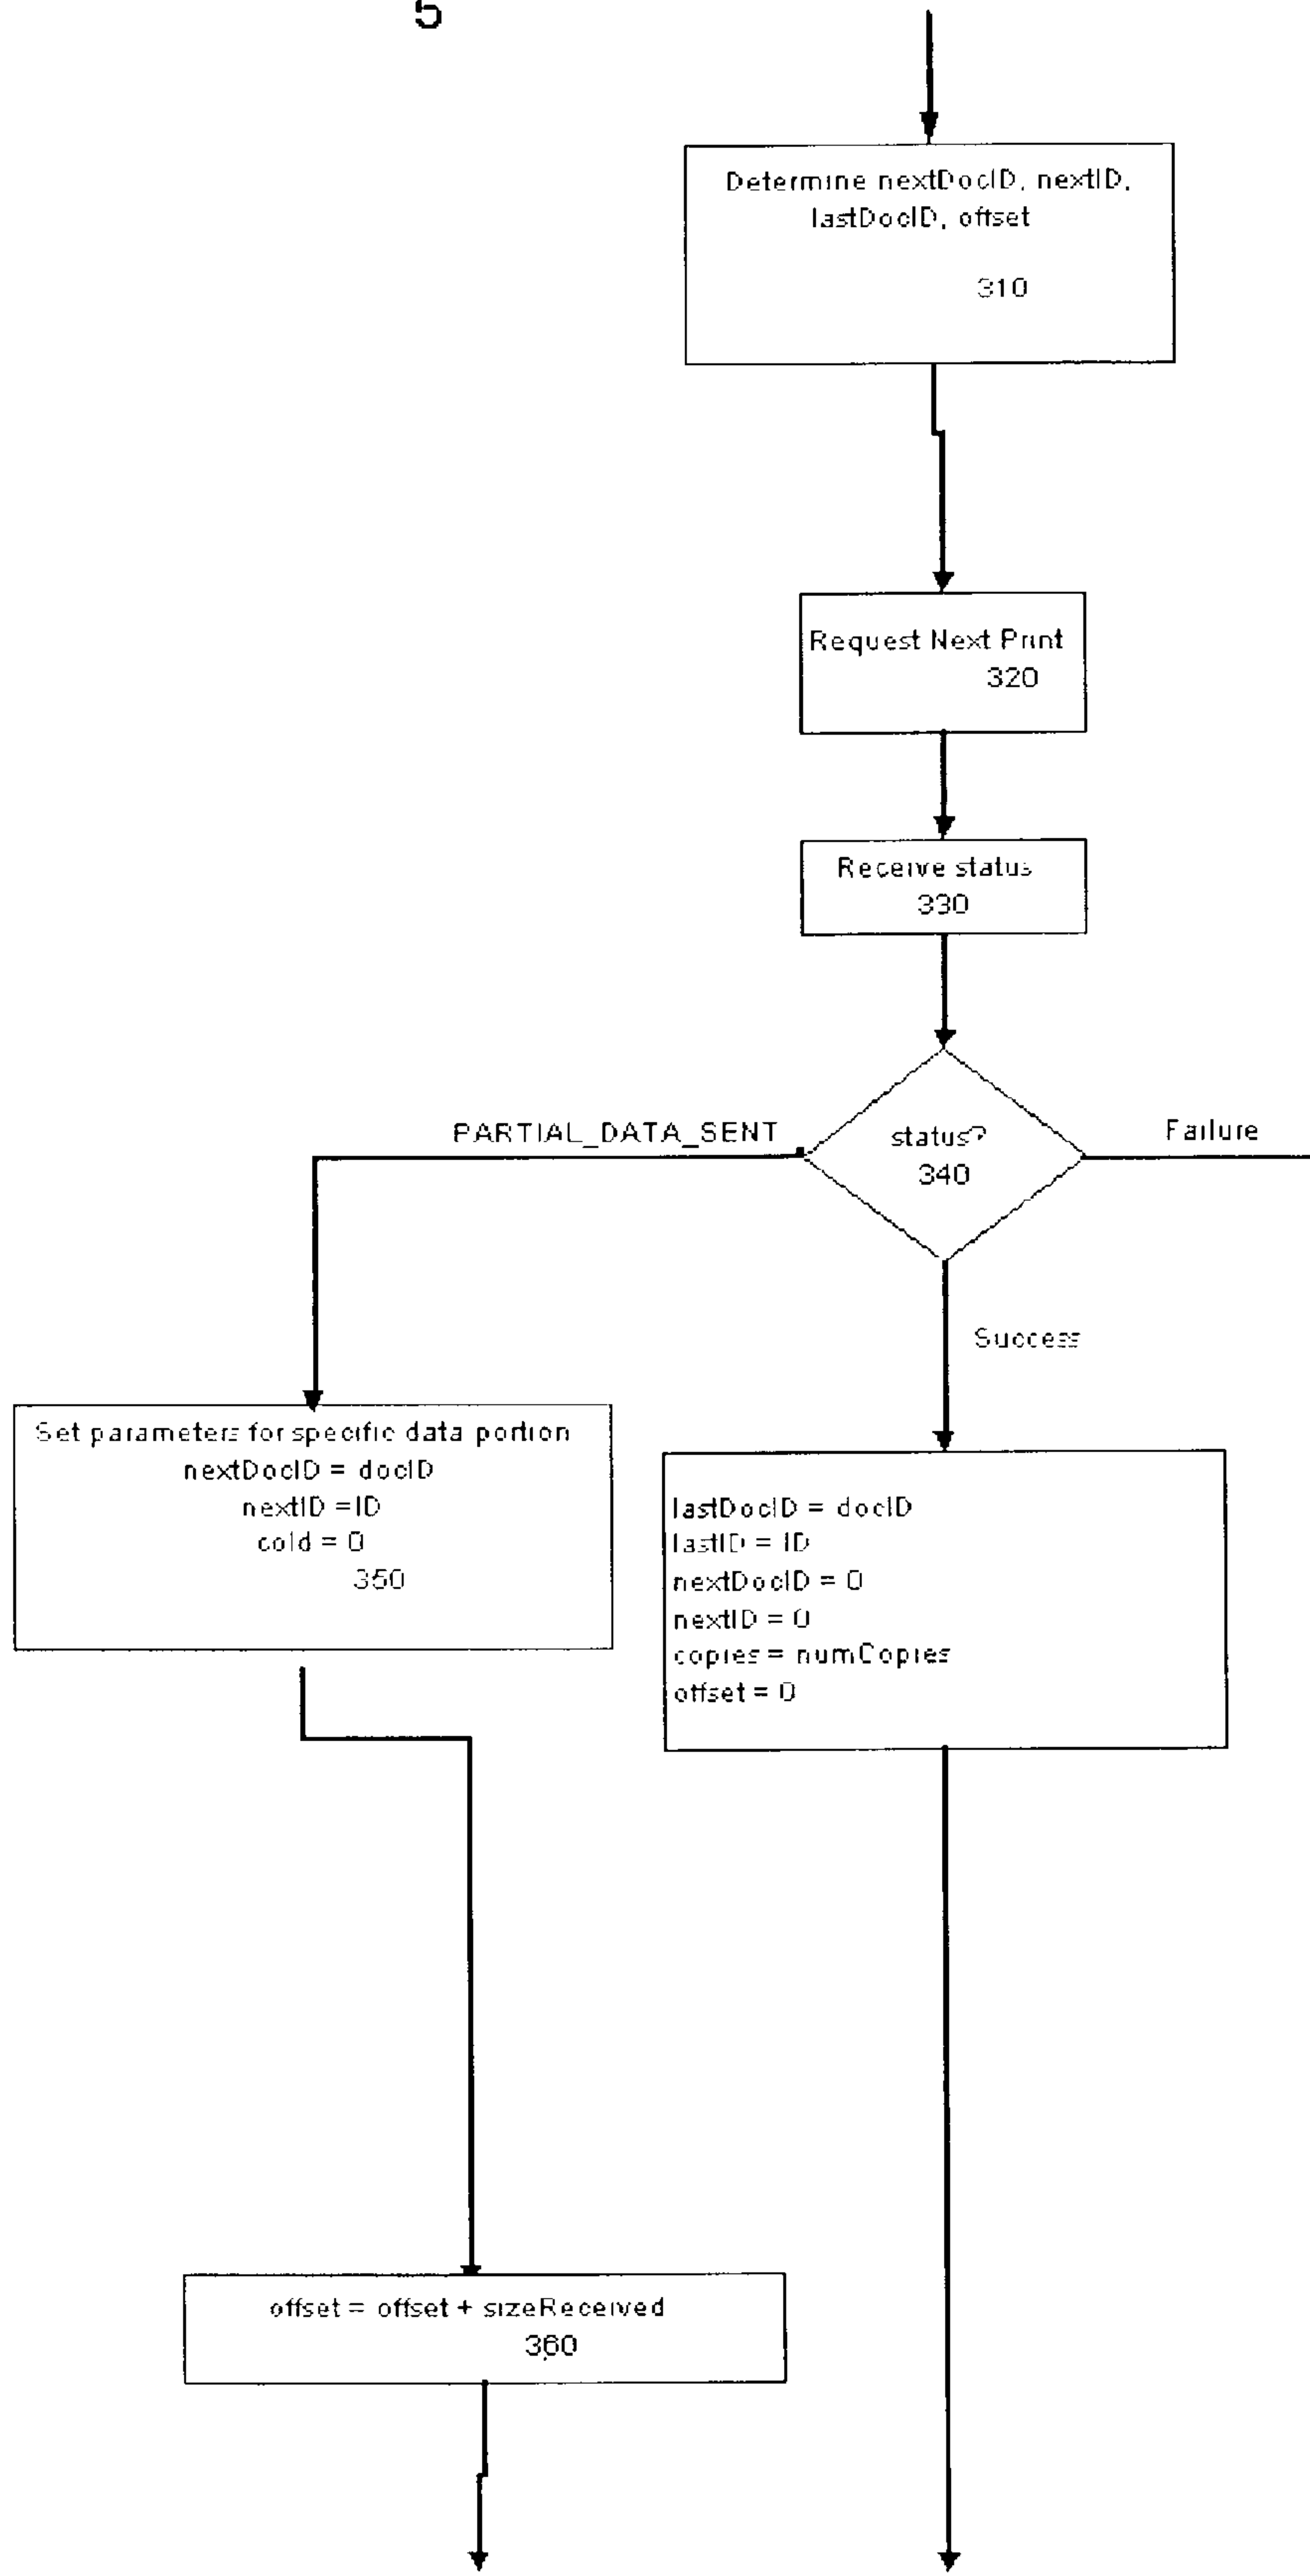 5
Determine nextDocID, nextID,
lastDocID, offset
310
Request Next Print
320
Receive status
330
status?
340
PARTIAL_DATA_SENT
Failure
Success
Set parameters for specific data portion
nextDocID = docID
nextID =ID
cold = 0
350
lastDocID = docID
lastID = ID
nextDocID = 0
nextID = 0
copies = numCopies
offset = 0
offset = offset + sizeReceived
360